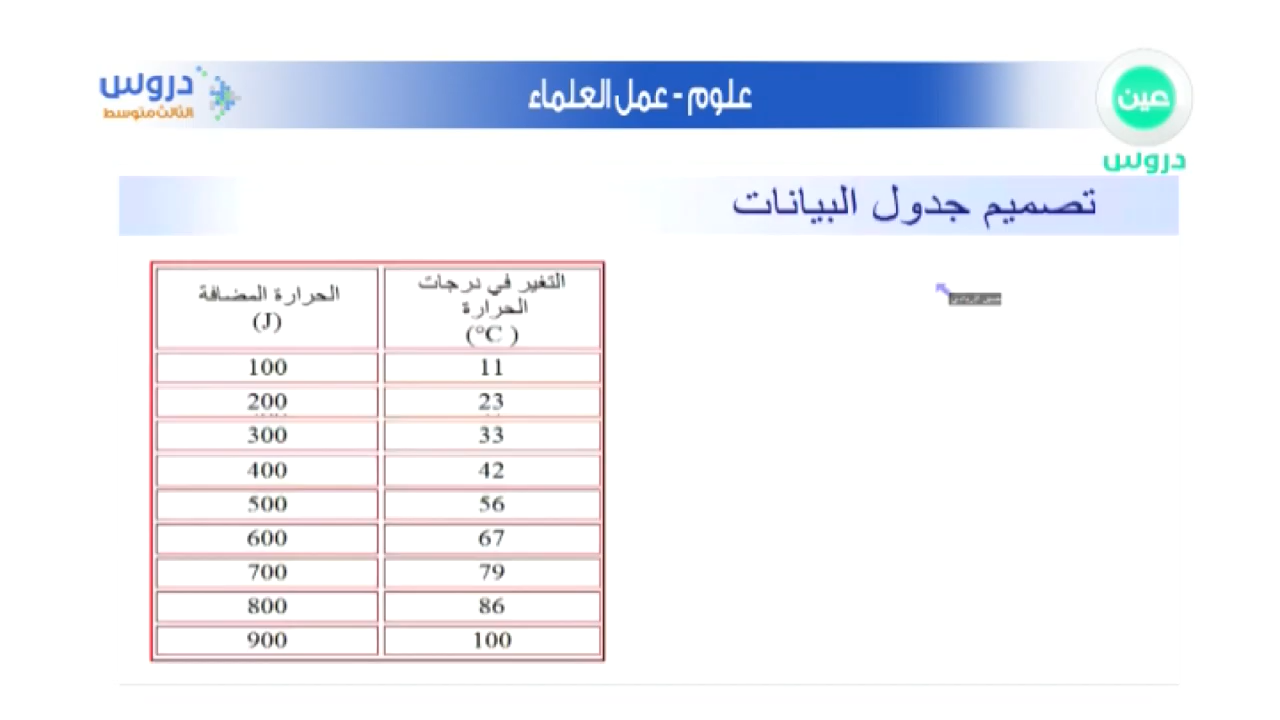 علوم - عمل العلماء
دروس
الثالث متوسط
عين
دروس
تصميم جدول البيانات
التغير في درجات
الحرارة
(°C )
الحرارة المضافة
(J)
11 100
23 200
33 300
42 400
56 500
67 600
79 700
86 800
100 900